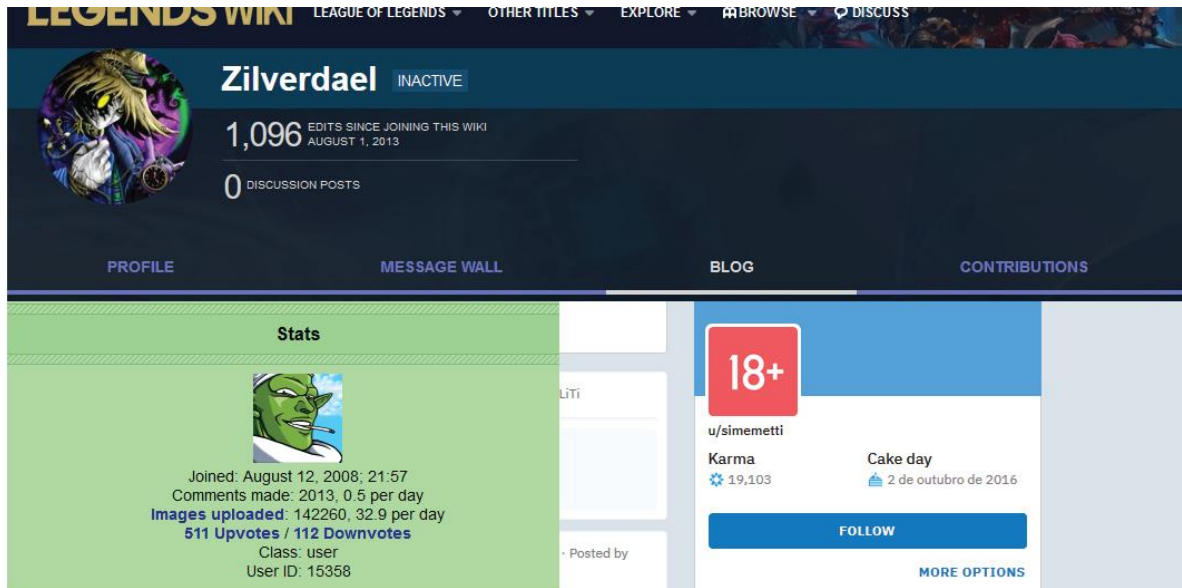 LEGENDS WIKI LEAGUE OF LEGENDS OTHER TITLES EXPLORE BROWSE DISCUSS
Zilverdael INACTIVE
1,096 EDITS SINCE JOINING THIS WIKI
AUGUST 1, 2013
0 DISCUSSION POSTS
PROFILE MESSAGE WALL BLOG CONTRIBUTIONS
Stats
Joined: August 12, 2008; 21:57
Comments made: 2013, 0.5 per day
Images uploaded: 142260, 32.9 per day
511 Upvotes / 112 Downvotes
Class: user
User ID: 15358
LiTi
· Posted by
18+
u/simemetti
Karma Cake day
19,103 2 de outubro de 2016
FOLLOW
MORE OPTIONS